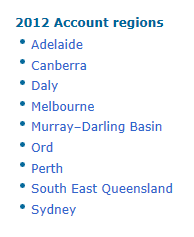 2012 Account regions
• Adelaide
• Canberra
• Daly
• Melbourne
• Murray–Darling Basin
• Ord
• Perth
• South East Queensland
• Sydney